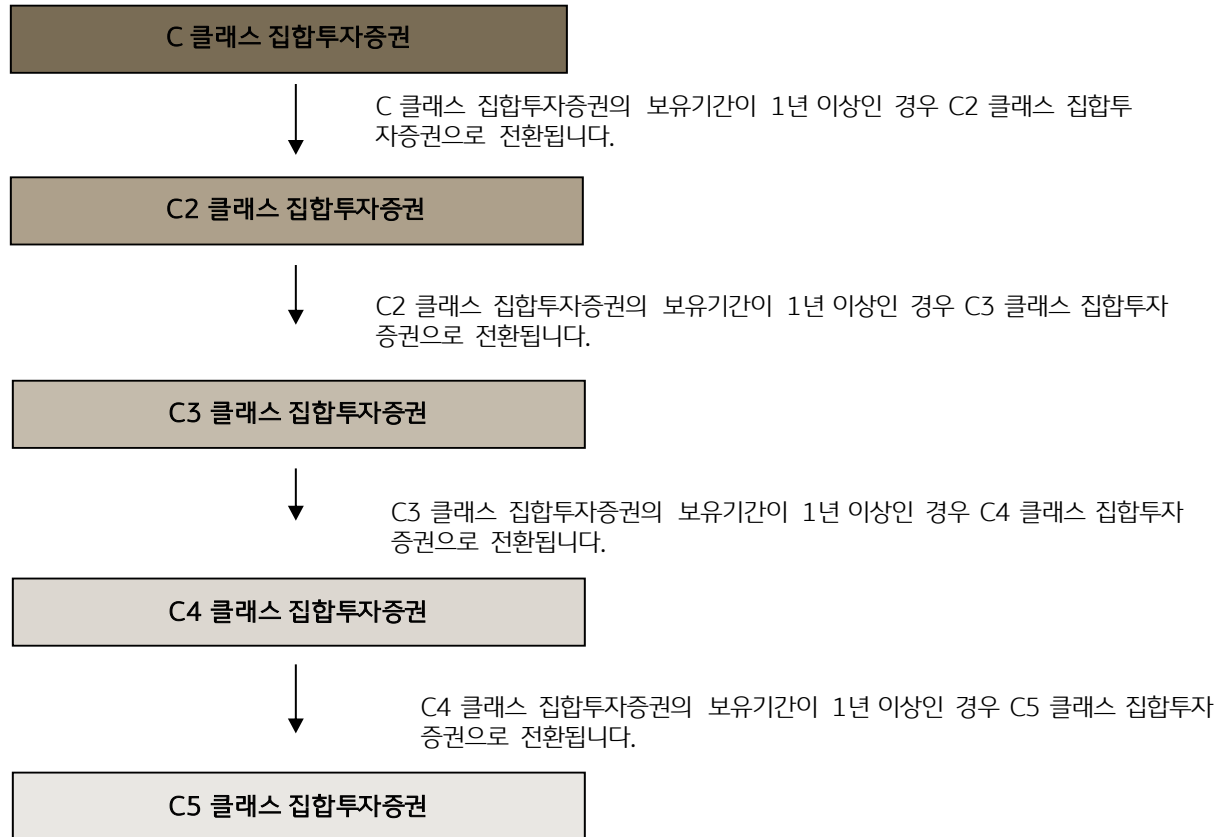 C 클래스 집합투자증권
C 클래스 집합투자증권의 보유기간이 1년 이상인 경우 C2 클래스 집합투
자증권으로 전환됩니다.
C2 클래스 집합투자증권
C2 클래스 집합투자증권의 보유기간이 1년 이상인 경우 C3 클래스 집합투자
증권으로 전환됩니다.
C3 클래스 집합투자증권
C3 클래스 집합투자증권의 보유기간이 1년 이상인 경우 C4 클래스 집합투자
증권으로 전환됩니다.
C4 클래스 집합투자증권
C4 클래스 집합투자증권의 보유기간이 1년 이상인 경우 C5 클래스 집합투자
증권으로 전환됩니다.
C5 클래스 집합투자증권